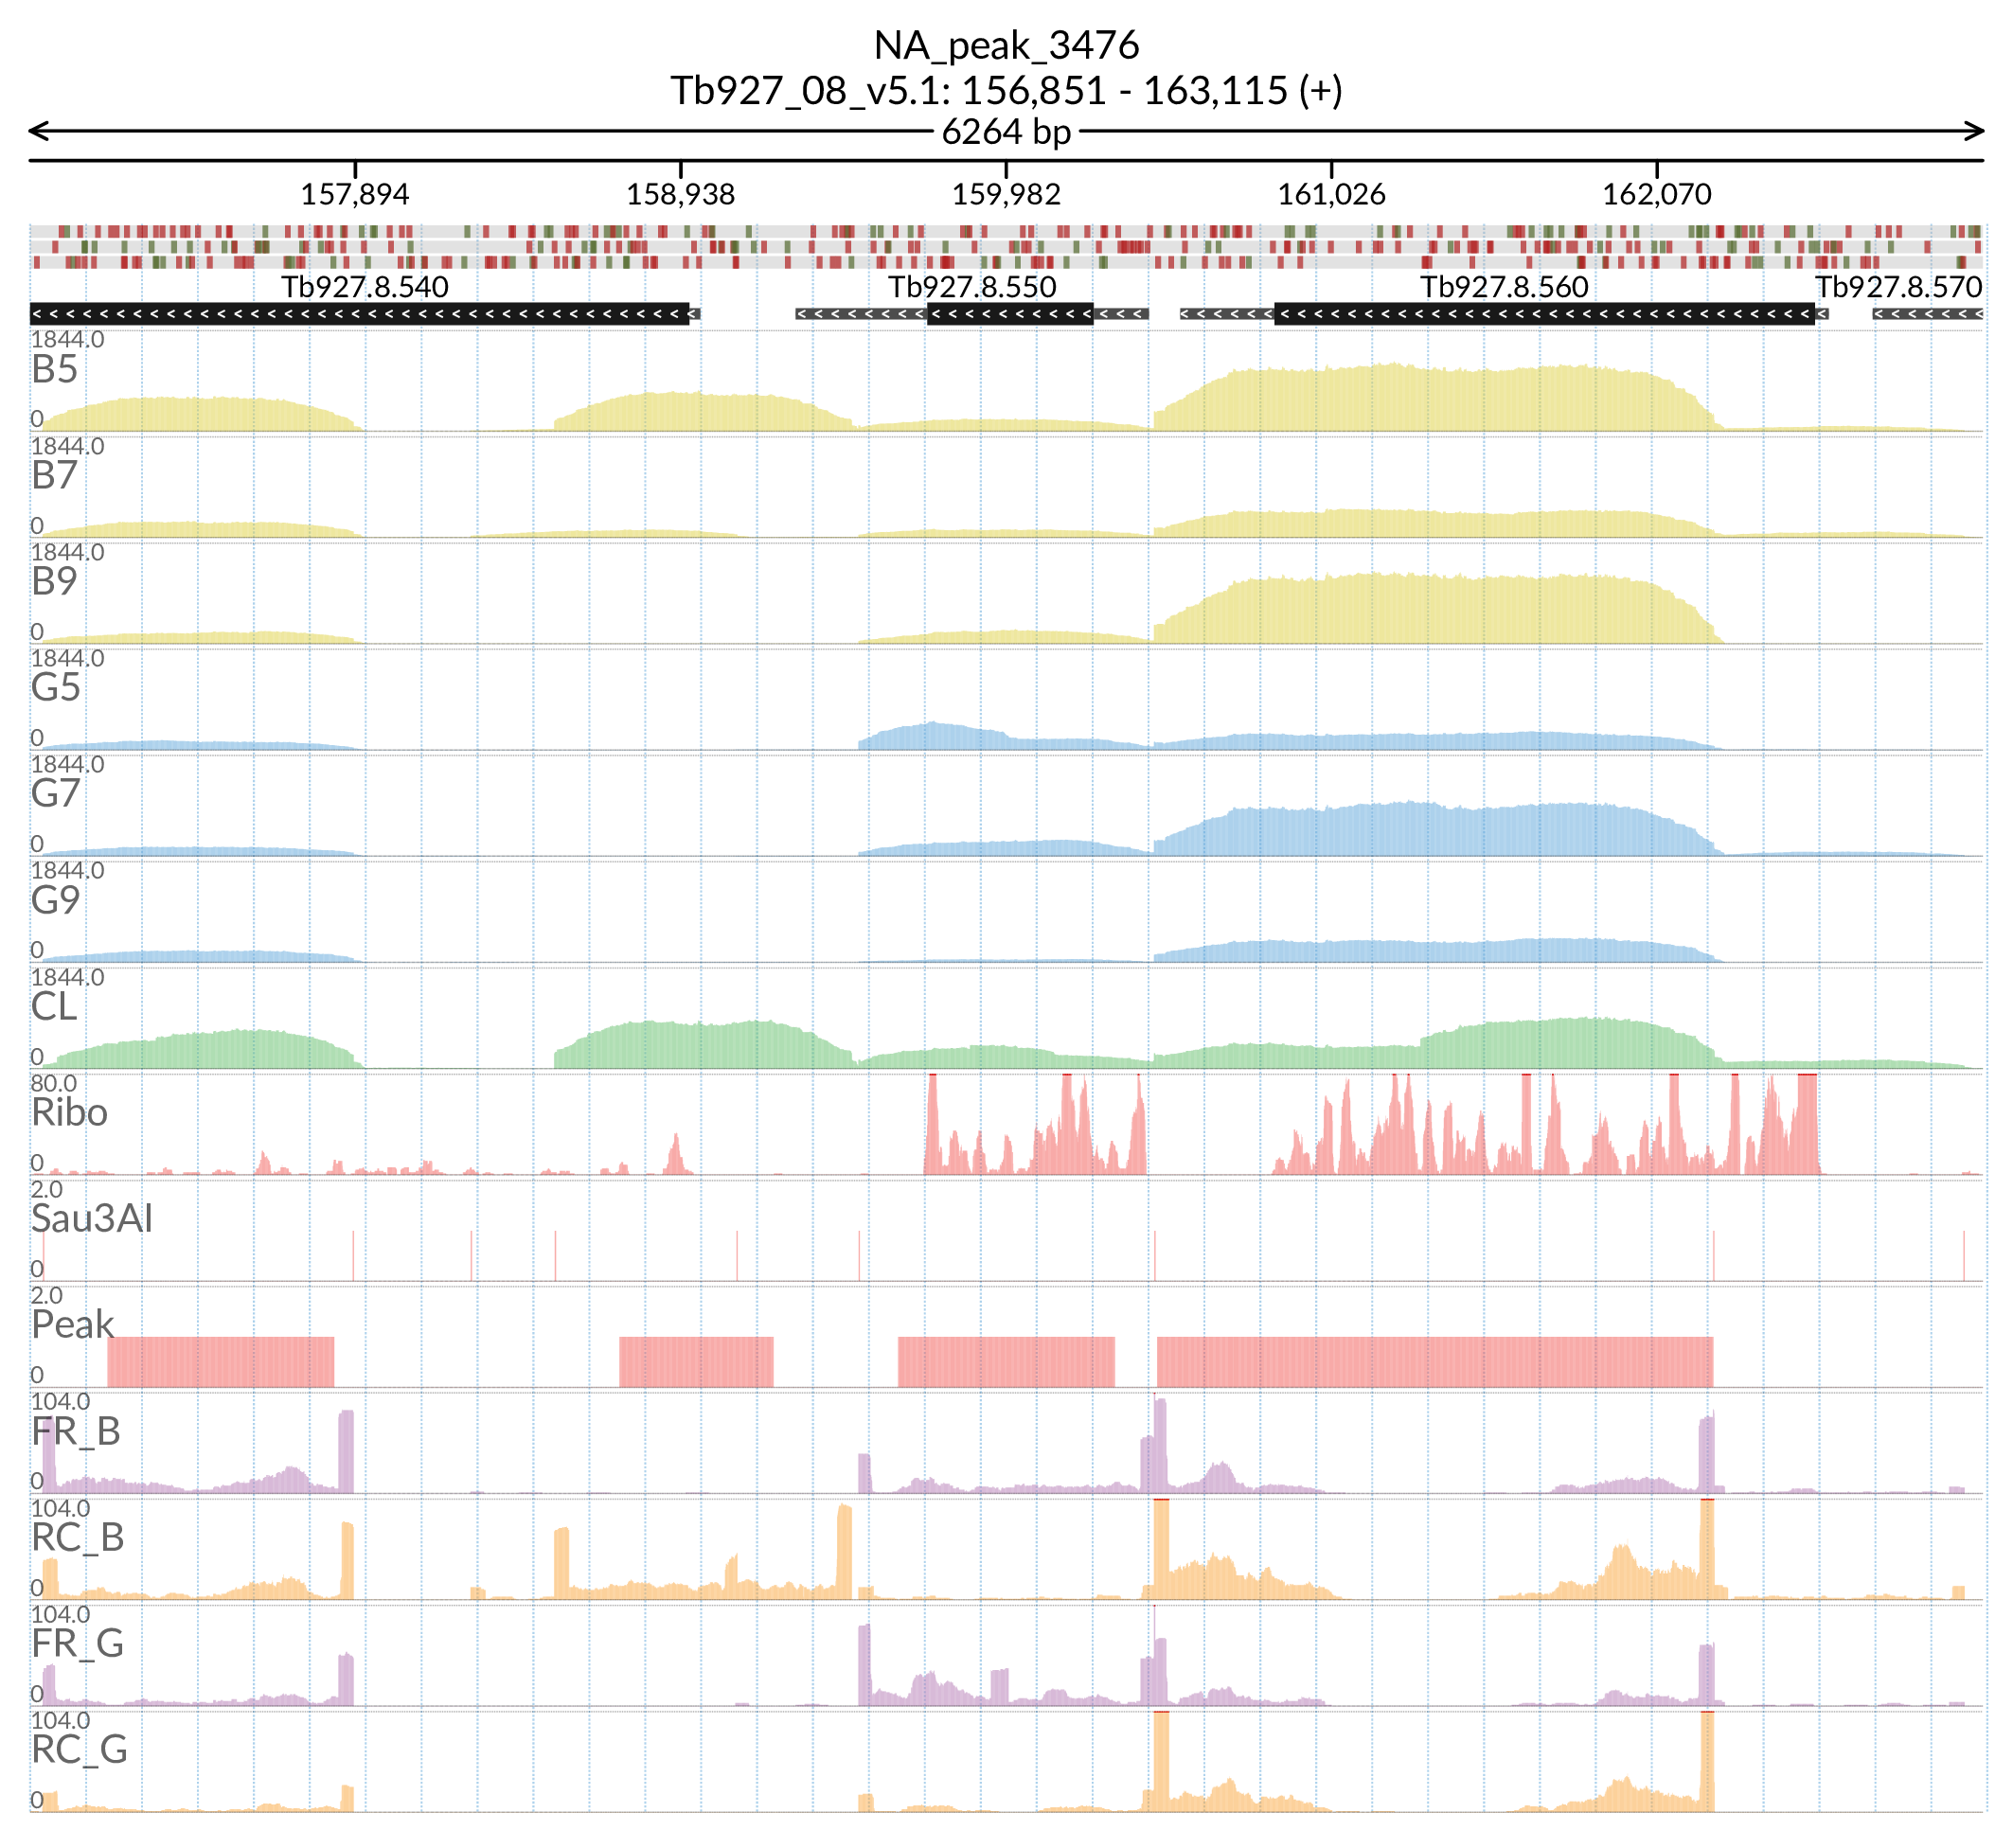 NA_peak_3476
Tb927_08_v5.1: 156,851 - 163,115 (+)
6264 bp
157,894 158,938 159,982 161,026 162,070
Tb927.8.540 Tb927.8.550 Tb927.8.560 Tb927.8.570
1844.0
B5
0
1844.0
B7
0
1844.0
B9
0
1844.0
G5
0
1844.0
G7
0
1844.0
G9
0
1844.0
CL
0
80.0
Ribo
0
2.0
Sau3AI
0
2.0
Peak
0
104.0
FR_B
0
104.0
RC_B
0
104.0
FR_G
0
104.0
RC_G
0